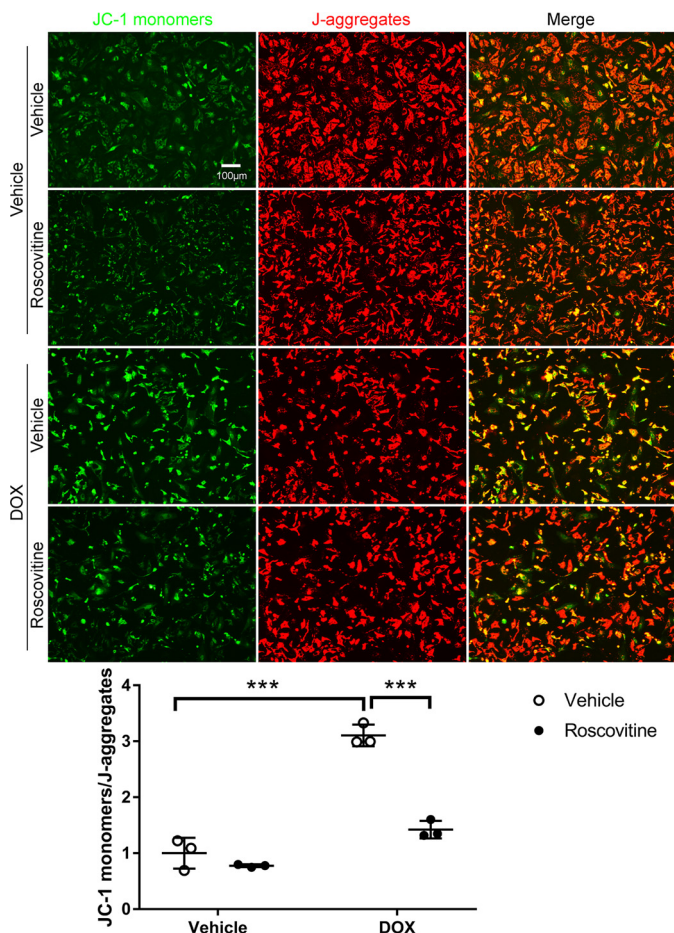 JC-1 monomers J-aggregates Merge
Vehicle
Vehicle
100μm
Roscovitine
DOX
Vehicle
Roscovitine
JC-1 monomers/J-aggregates
4
3
2
1
0
*** ***
Vehicle DOX
Vehicle
Roscovitine